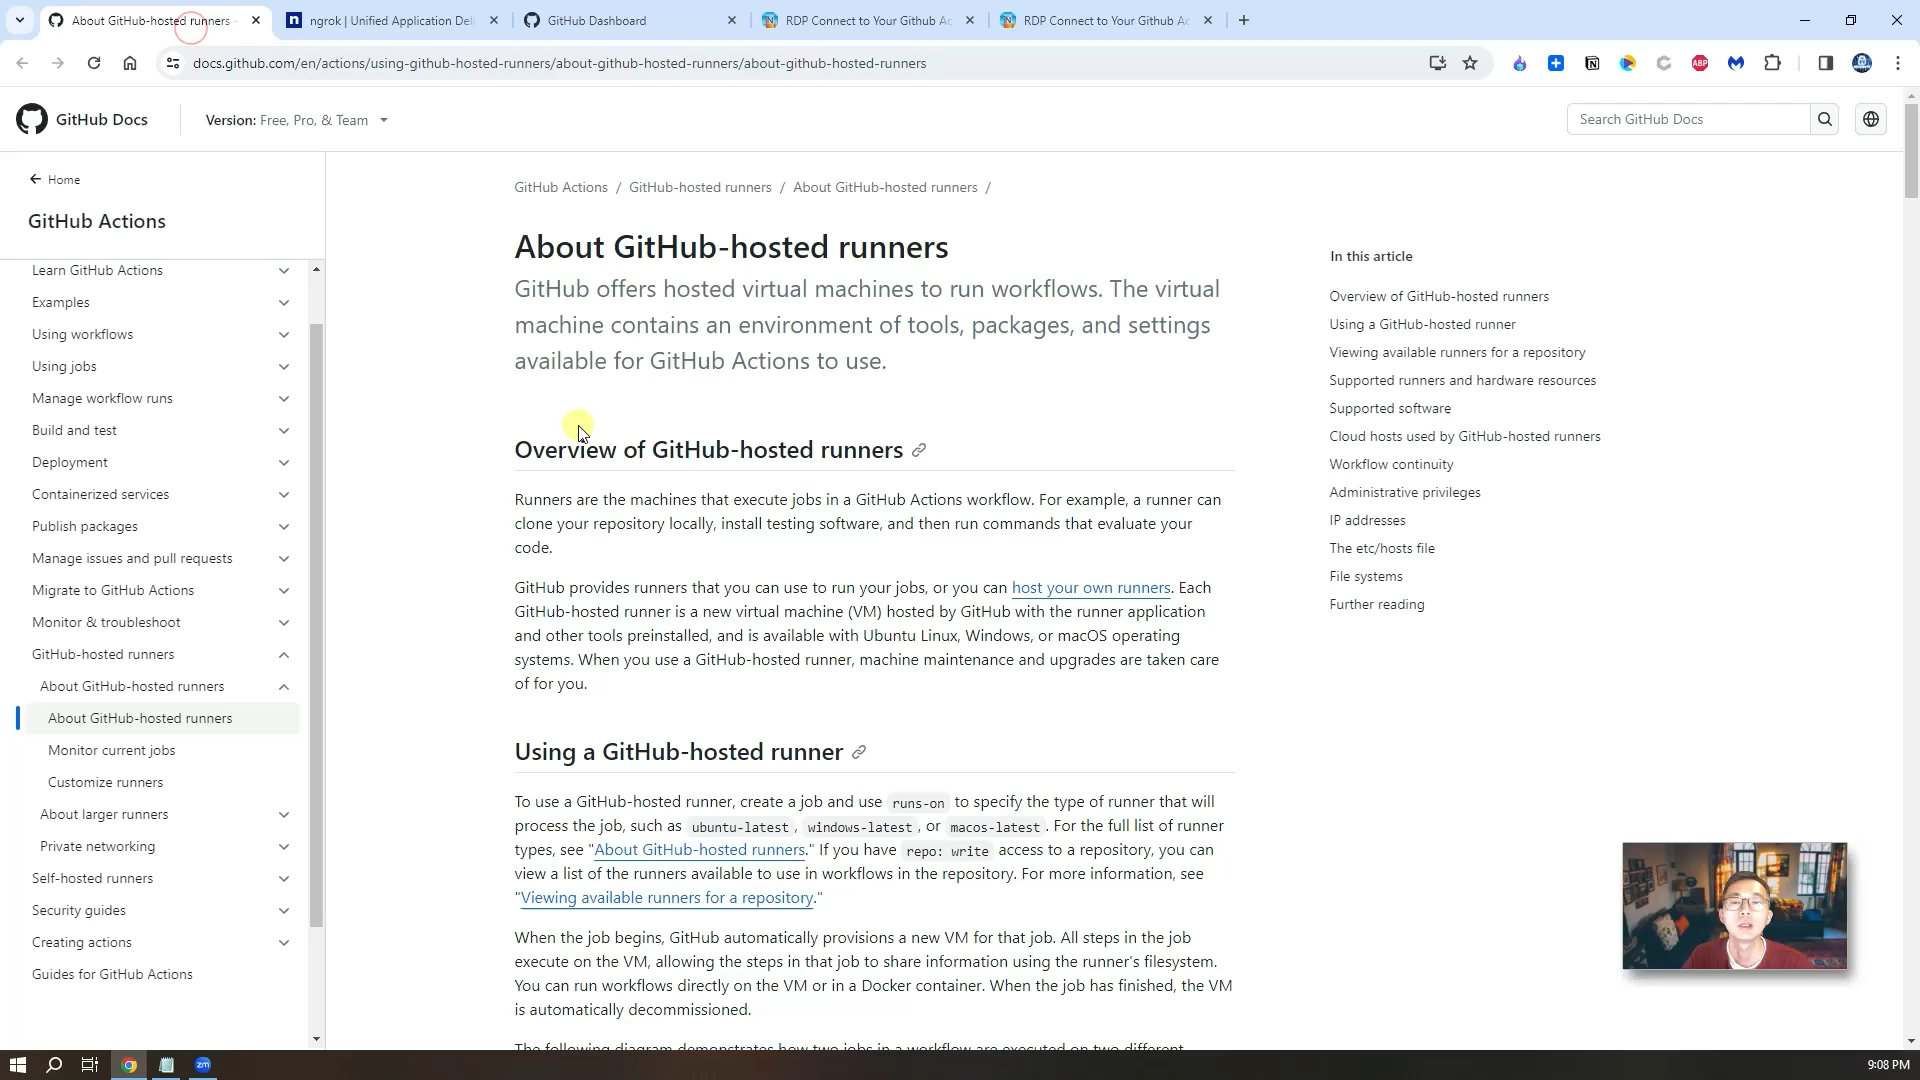 About GitHub-hosted runners -
ngrok | Unified Application Deli
GitHub Dashboard
RDP Connect to Your Github Ac
RDP Connect to Your Github Ac
docs.github.com/en/actions/using-github-hosted-runners/about-github-hosted-runners/about-github-hosted-runners
ABP
GitHub Docs
Version: Free, Pro, & Team
Search GitHub Docs
Home
GitHub Actions
Learn GitHub Actions
Examples
Using workflows
Using jobs
Manage workflow runs
Build and test
Deployment
Containerized services
Publish packages
Manage issues and pull requests
Migrate to GitHub Actions
Monitor & troubleshoot
GitHub-hosted runners
About GitHub-hosted runners
About GitHub-hosted runners
Monitor current jobs
Customize runners
About larger runners
Private networking
Self-hosted runners
Security guides
Creating actions
Guides for GitHub Actions
GitHub Actions / GitHub-hosted runners / About GitHub-hosted runners /
About GitHub-hosted runners
GitHub offers hosted virtual machines to run workflows. The virtual
machine contains an environment of tools, packages, and settings
available for GitHub Actions to use.
Overview of GitHub-hosted runners
Runners are the machines that execute jobs in a GitHub Actions workflow. For example, a runner can
clone your repository locally, install testing software, and then run commands that evaluate your
code.
GitHub provides runners that you can use to run your jobs, or you can host your own runners. Each
GitHub-hosted runner is a new virtual machine (VM) hosted by GitHub with the runner application
and other tools preinstalled, and is available with Ubuntu Linux, Windows, or macOS operating
systems. When you use a GitHub-hosted runner, machine maintenance and upgrades are taken care
of for you.
Using a GitHub-hosted runner
To use a GitHub-hosted runner, create a job and use runs-on to specify the type of runner that will
process the job, such as ubuntu-latest, windows-latest, or macos-latest. For the full list of runner
types, see "About GitHub-hosted runners." If you have repo: write access to a repository, you can
view a list of the runners available to use in workflows in the repository. For more information, see
"Viewing available runners for a repository."
When the job begins, GitHub automatically provisions a new VM for that job. All steps in the job
execute on the VM, allowing the steps in that job to share information using the runner's filesystem.
You can run workflows directly on the VM or in a Docker container. When the job has finished, the VM
is automatically decommissioned.
The following diagram demonstrates how two jobs in a workflow are executed on two different
In this article
Overview of GitHub-hosted runners
Using a GitHub-hosted runner
Viewing available runners for a repository
Supported runners and hardware resources
Supported software
Cloud hosts used by GitHub-hosted runners
Workflow continuity
Administrative privileges
IP addresses
The etc/hosts file
File systems
Further reading
zm
9:08 PM